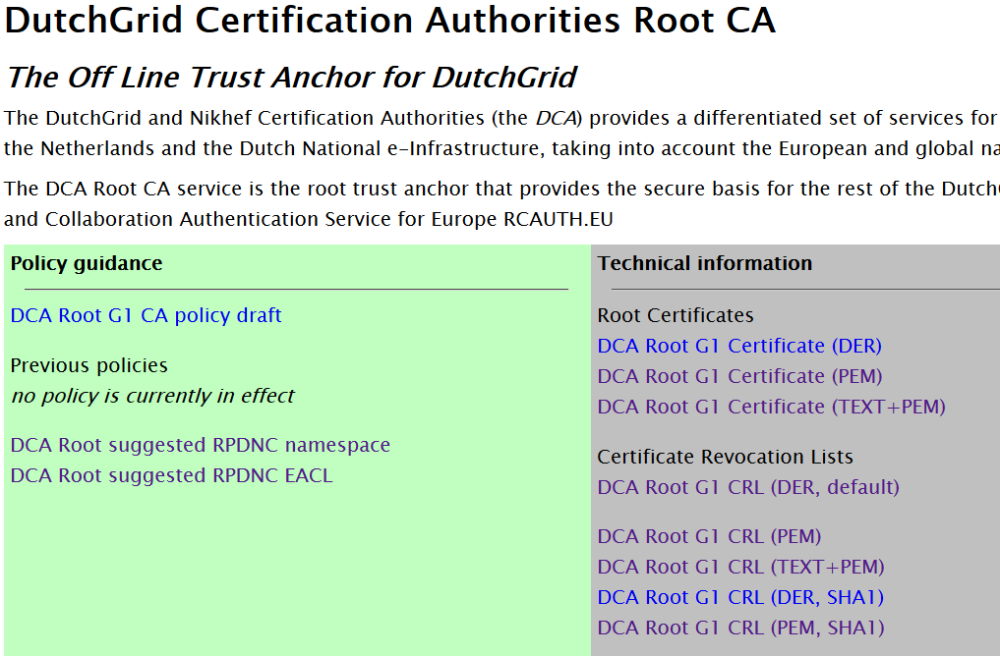 DutchGrid Certification Authorities Root CA
The Off Line Trust Anchor for DutchGrid
The DutchGrid and Nikhef Certification Authorities (the DCA) provides a differentiated set of services for
the Netherlands and the Dutch National e-Infrastructure, taking into account the European and global
The DCA Root CA service is the root trust anchor that provides the secure basis for the rest of the
and Collaboration Authentication Service for Europe RCAUTH.EU
Policy guidance
DCA Root G1 CA policy draft
Previous policies
no policy is currently in effect
DCA Root suggested RPDNC namespace
DCA Root suggested RPDNC EACL
Technical information
Root Certificates
DCA Root G1 Certificate (DER)
DCA Root G1 Certificate (PEM)
DCA Root G1 Certificate (TEXT+PEM)
Certificate Revocation Lists
DCA Root G1 CRL (DER, default)
DCA Root G1 CRL (PEM)
DCA Root G1 CRL (TEXT+PEM)
DCA Root G1 CRL (DER, SHA1)
DCA Root G1 CRL (PEM, SHA1)